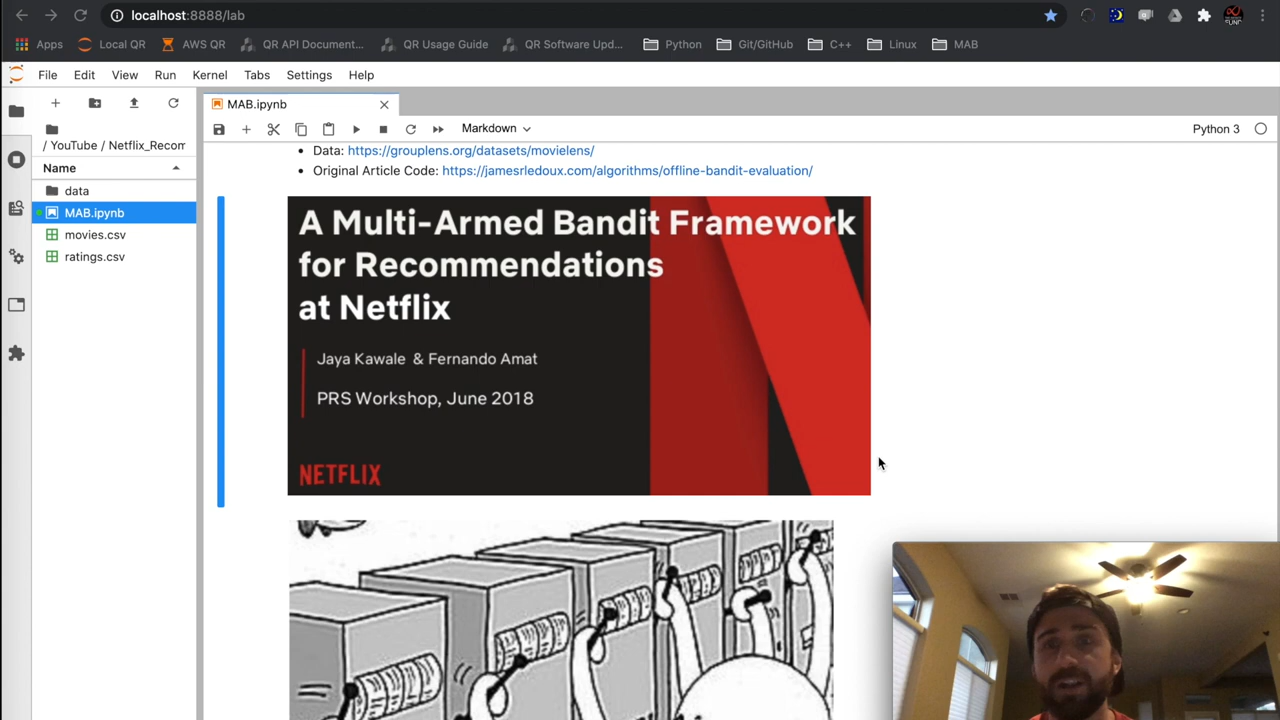 localhost:8888/lab
Apps
Local QR
AWS QR
QR API Document...
QR Usage Guide
QR Software Upd...
Python
Git/GitHub
C++
Linux
MAB
File
Edit
View
Run
Kernel
Tabs
Settings
Help
MAB.ipynb
Markdown
Python 3
/ YouTube / Netflix_Recom
Name
data
MAB.ipynb
movies.csv
ratings.csv
• Data: https://grouplens.org/datasets/movielens/
• Original Article Code: https://jamesrledoux.com/algorithms/offline-bandit-evaluation/
A Multi-Armed Bandit Framework
for Recommendations
at Netflix
Jaya Kawale & Fernando Amat
PRS Workshop, June 2018
NETFLIX